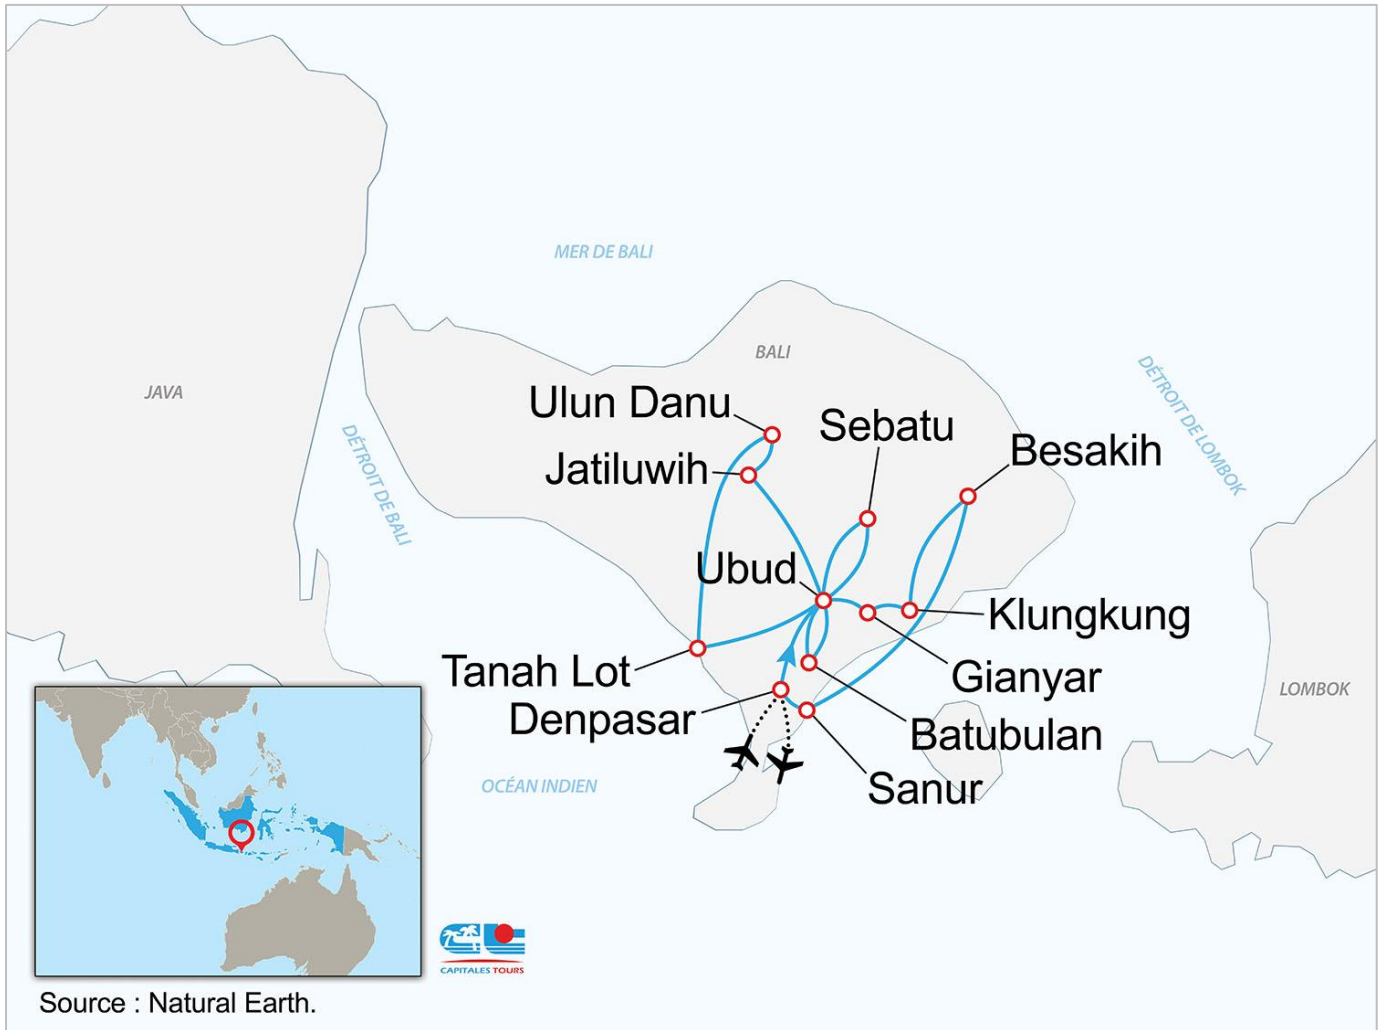 MER DE BALI
BALI
JAVA
DÉTROIT DE LOMBOK
DÉTROIT DE BALI
Ulun Danu
Sebatu
Besakih
Jatiluwih
Ubud
Klungkung
Tanah Lot
Gianyar
LOMBOK
Denpasar
Batubulan
OCÉAN INDIEN
Sanur
CAPITALES TOURS
Source : Natural Earth.